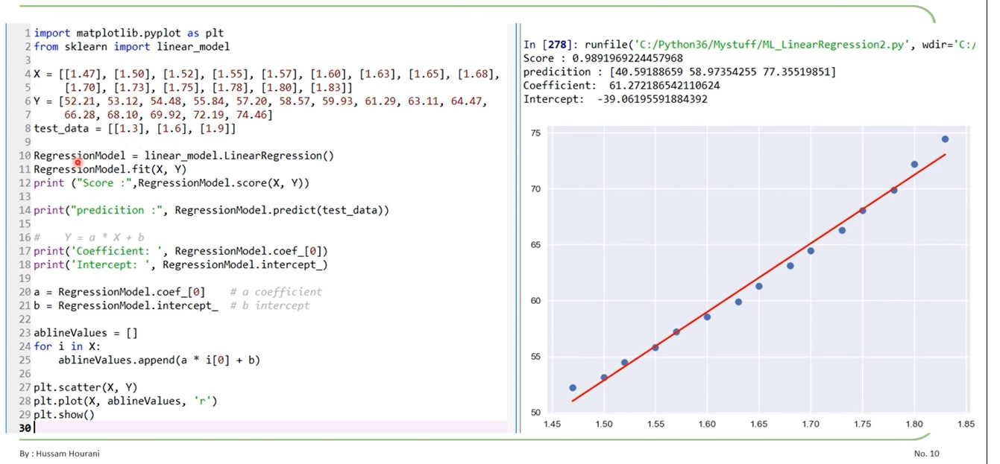 1 import matplotlib.pyplot as plt
2 from sklearn import linear_model
3
4 X = [[1.47], [1.50], [1.52], [1.55], [1.57], [1.60], [1.63], [1.65], [1.68],
5      [1.70], [1.73], [1.75], [1.78], [1.80], [1.83]]
6 Y = [52.21, 53.12, 54.48, 55.84, 57.20, 58.57, 59.93, 61.29, 63.11, 64.47,
7      66.28, 68.10, 69.92, 72.19, 74.46]
8 test_data = [[1.3], [1.6], [1.9]]
9
10 RegressionModel = linear_model.LinearRegression()
11 RegressionModel.fit(X, Y)
12 print ("Score :",RegressionModel.score(X, Y))
13
14 print("predicition :", RegressionModel.predict(test_data))
15
16 #    Y = a * X + b
17 print('Coefficient: ', RegressionModel.coef_[0])
18 print('Intercept: ', RegressionModel.intercept_)
19
20 a = RegressionModel.coef_[0]    # a coefficient
21 b = RegressionModel.intercept_  # b intercept
22
23 ablineValues = []
24 for i in X:
25     ablineValues.append(a * i[0] + b)
26
27 plt.scatter(X, Y)
28 plt.plot(X, ablineValues, 'r')
29 plt.show()
30
In [278]: runfile('C:/Python36/Mystuff/ML_LinearRegression2.py', wdir='C:/
Score : 0.9891969224457968
predicition : [40.59188659 58.97354255 77.35519851]
Coefficient:  61.272186542110624
Intercept:  -39.06195591884392
75
70
65
60
55
50
1.45 1.50 1.55 1.60 1.65 1.70 1.75 1.80 1.85
By : Hussam Hourani
No. 10